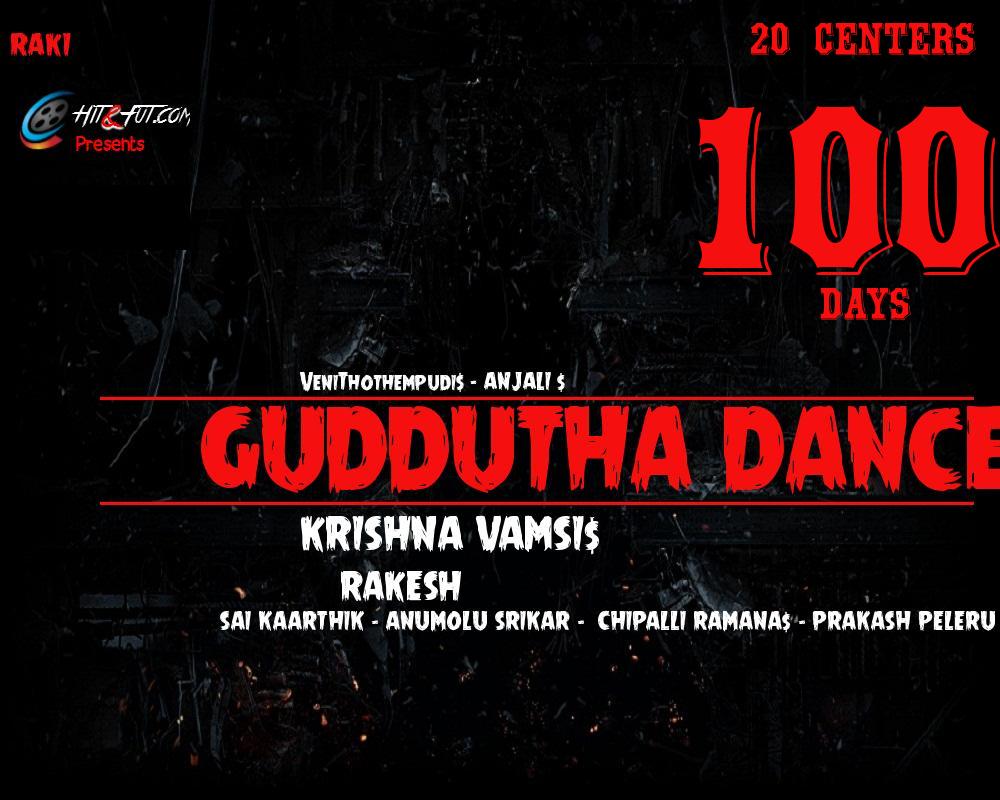 RAKI
20 CENTERS
HIT&FUT.COM
Presents
100
DAYS
VeniThothempudi$ - ANJALI $
GUDDUTHA DANCE
KRISHNA VAMSI$
RAKESH
SAI KAARTHIK - ANUMOLU SRIKAR - CHIPALLI RAMANA$ - PRAKASH PELERU